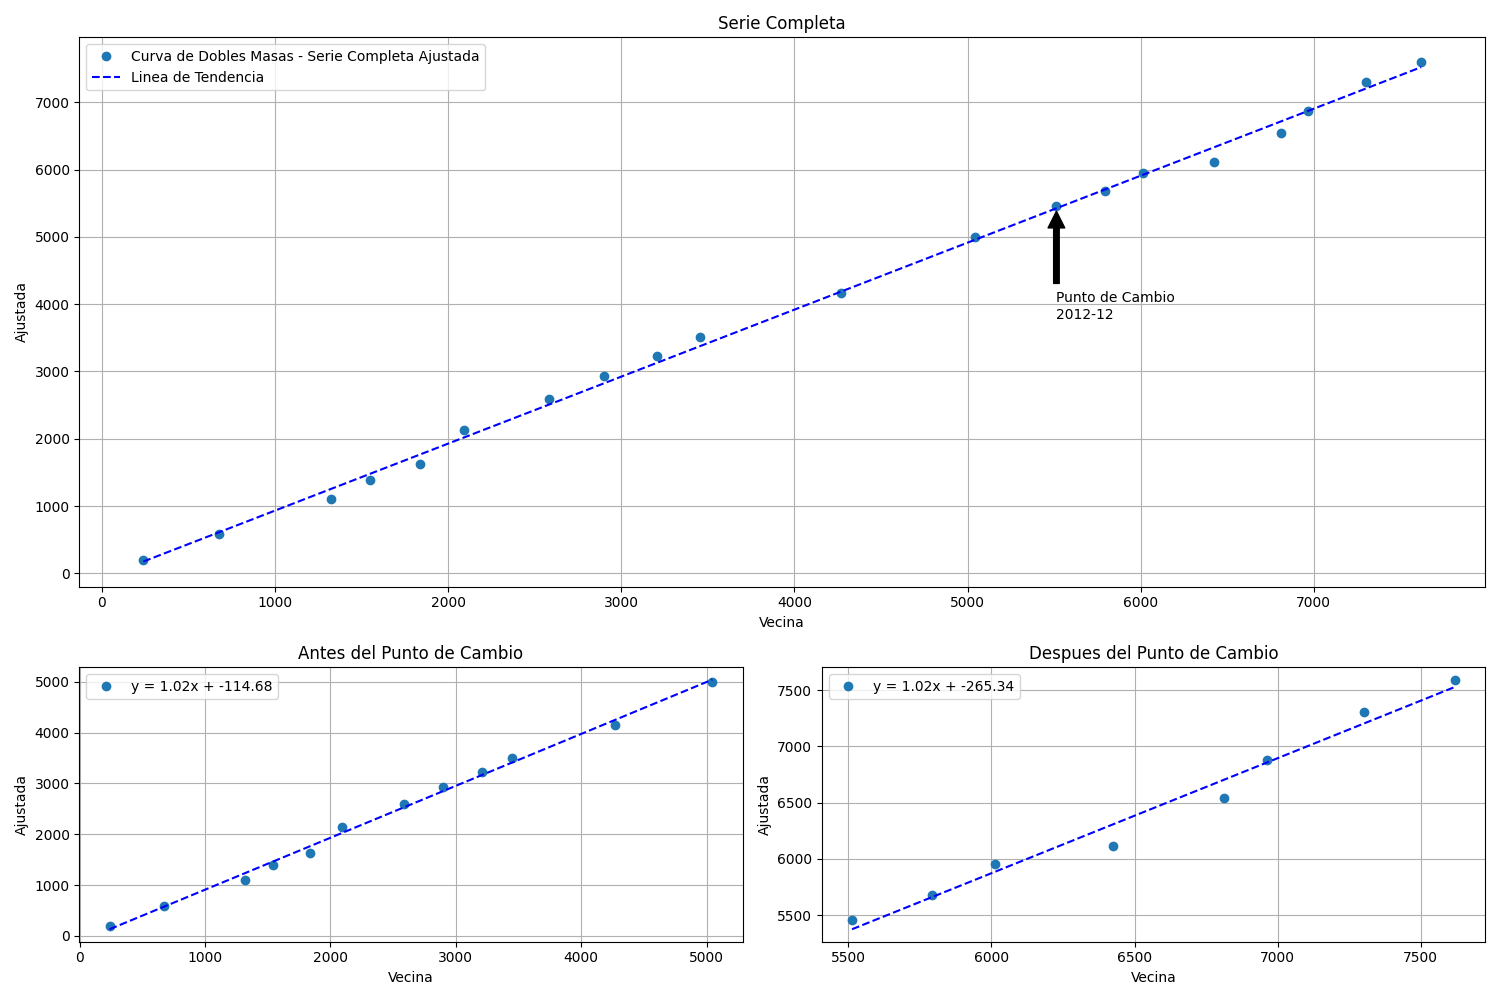 Serie Completa
Curva de Dobles Masas - Serie Completa Ajustada
Linea de Tendencia
7000
6000
5000
4000
3000
2000
1000
0
Ajustada
Punto de Cambio
2012-12
0 1000 2000 3000 4000 5000 6000 7000
Vecina
Antes del Punto de Cambio
y = 1.02x + -114.68
5000
4000
3000
2000
1000
0
Ajustada
0 1000 2000 3000 4000 5000
Vecina
Despues del Punto de Cambio
y = 1.02x + -265.34
7500
7000
6500
6000
5500
Ajustada
5500 6000 6500 7000 7500
Vecina